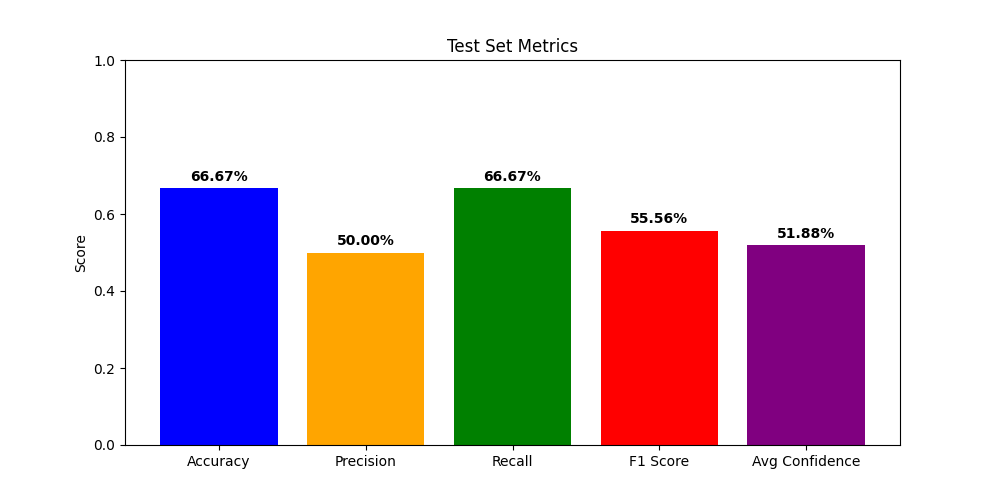 Test Set Metrics
1.0
0.8
0.6
0.4
0.2
0.0
Score
66.67%
50.00%
66.67%
55.56%
51.88%
Accuracy
Precision
Recall
F1 Score
Avg Confidence